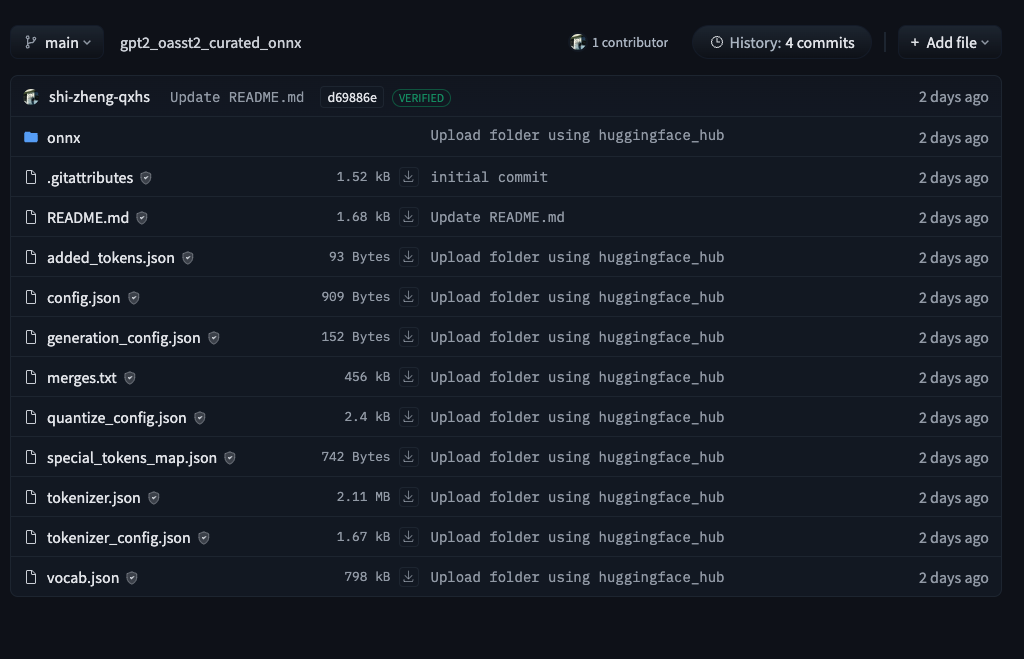 main gpt2_oasst2_curated_onnx 1 contributor History: 4 commits + Add file
shi-zheng-qxhs Update README.md d69886e VERIFIED 2 days ago
onnx Upload folder using huggingface_hub 2 days ago
.gitattributes 1.52 kB initial commit 2 days ago
README.md 1.68 kB Update README.md 2 days ago
added_tokens.json 93 Bytes Upload folder using huggingface_hub 2 days ago
config.json 909 Bytes Upload folder using huggingface_hub 2 days ago
generation_config.json 152 Bytes Upload folder using huggingface_hub 2 days ago
merges.txt 456 kB Upload folder using huggingface_hub 2 days ago
quantize_config.json 2.4 kB Upload folder using huggingface_hub 2 days ago
special_tokens_map.json 742 Bytes Upload folder using huggingface_hub 2 days ago
tokenizer.json 2.11 MB Upload folder using huggingface_hub 2 days ago
tokenizer_config.json 1.67 kB Upload folder using huggingface_hub 2 days ago
vocab.json 798 kB Upload folder using huggingface_hub 2 days ago